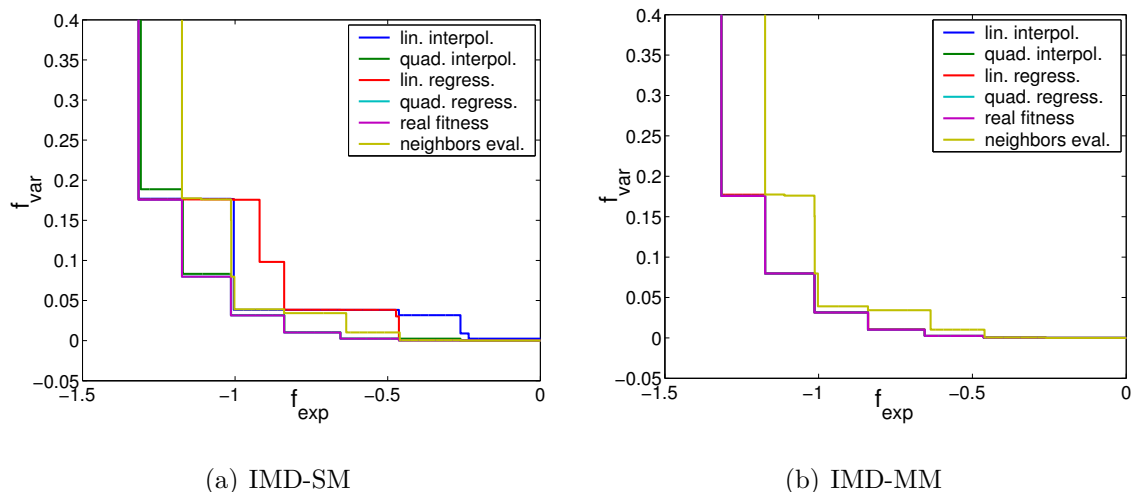 0.4
0.35
0.3
0.25
0.2
0.15
0.1
0.05
0
−0.05
f_var
−1.5
−1
−0.5
0
f_exp
lin. interpol.
quad. interpol.
lin. regress.
quad. regress.
real fitness
neighbors eval.
(a) IMD-SM
0.4
0.35
0.3
0.25
0.2
0.15
0.1
0.05
0
−0.05
f_var
−1.5
−1
−0.5
0
f_exp
lin. interpol.
quad. interpol.
lin. regress.
quad. regress.
real fitness
neighbors eval.
(b) IMD-MM